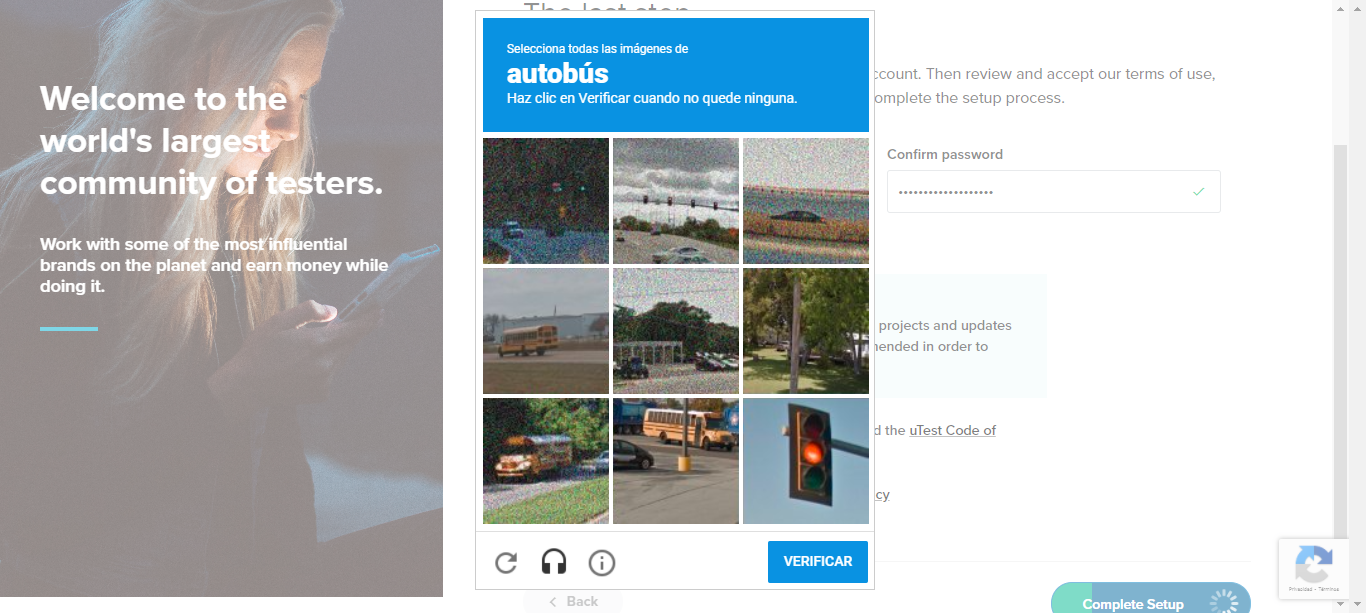 Welcome to the
world's largest
community of testers.
Work with some of the most influential
brands on the planet and earn money while
doing it.
The last step
Selecciona todas las imágenes de
autobús
Haz clic en Verificar cuando no quede ninguna.
VERIFICAR
ccount. Then review and accept our terms of use,
omplete the setup process.
Confirm password
projects and updates
mended in order to
d the uTest Code of
cy
Back
Complete Setup
Privacidad - Términos